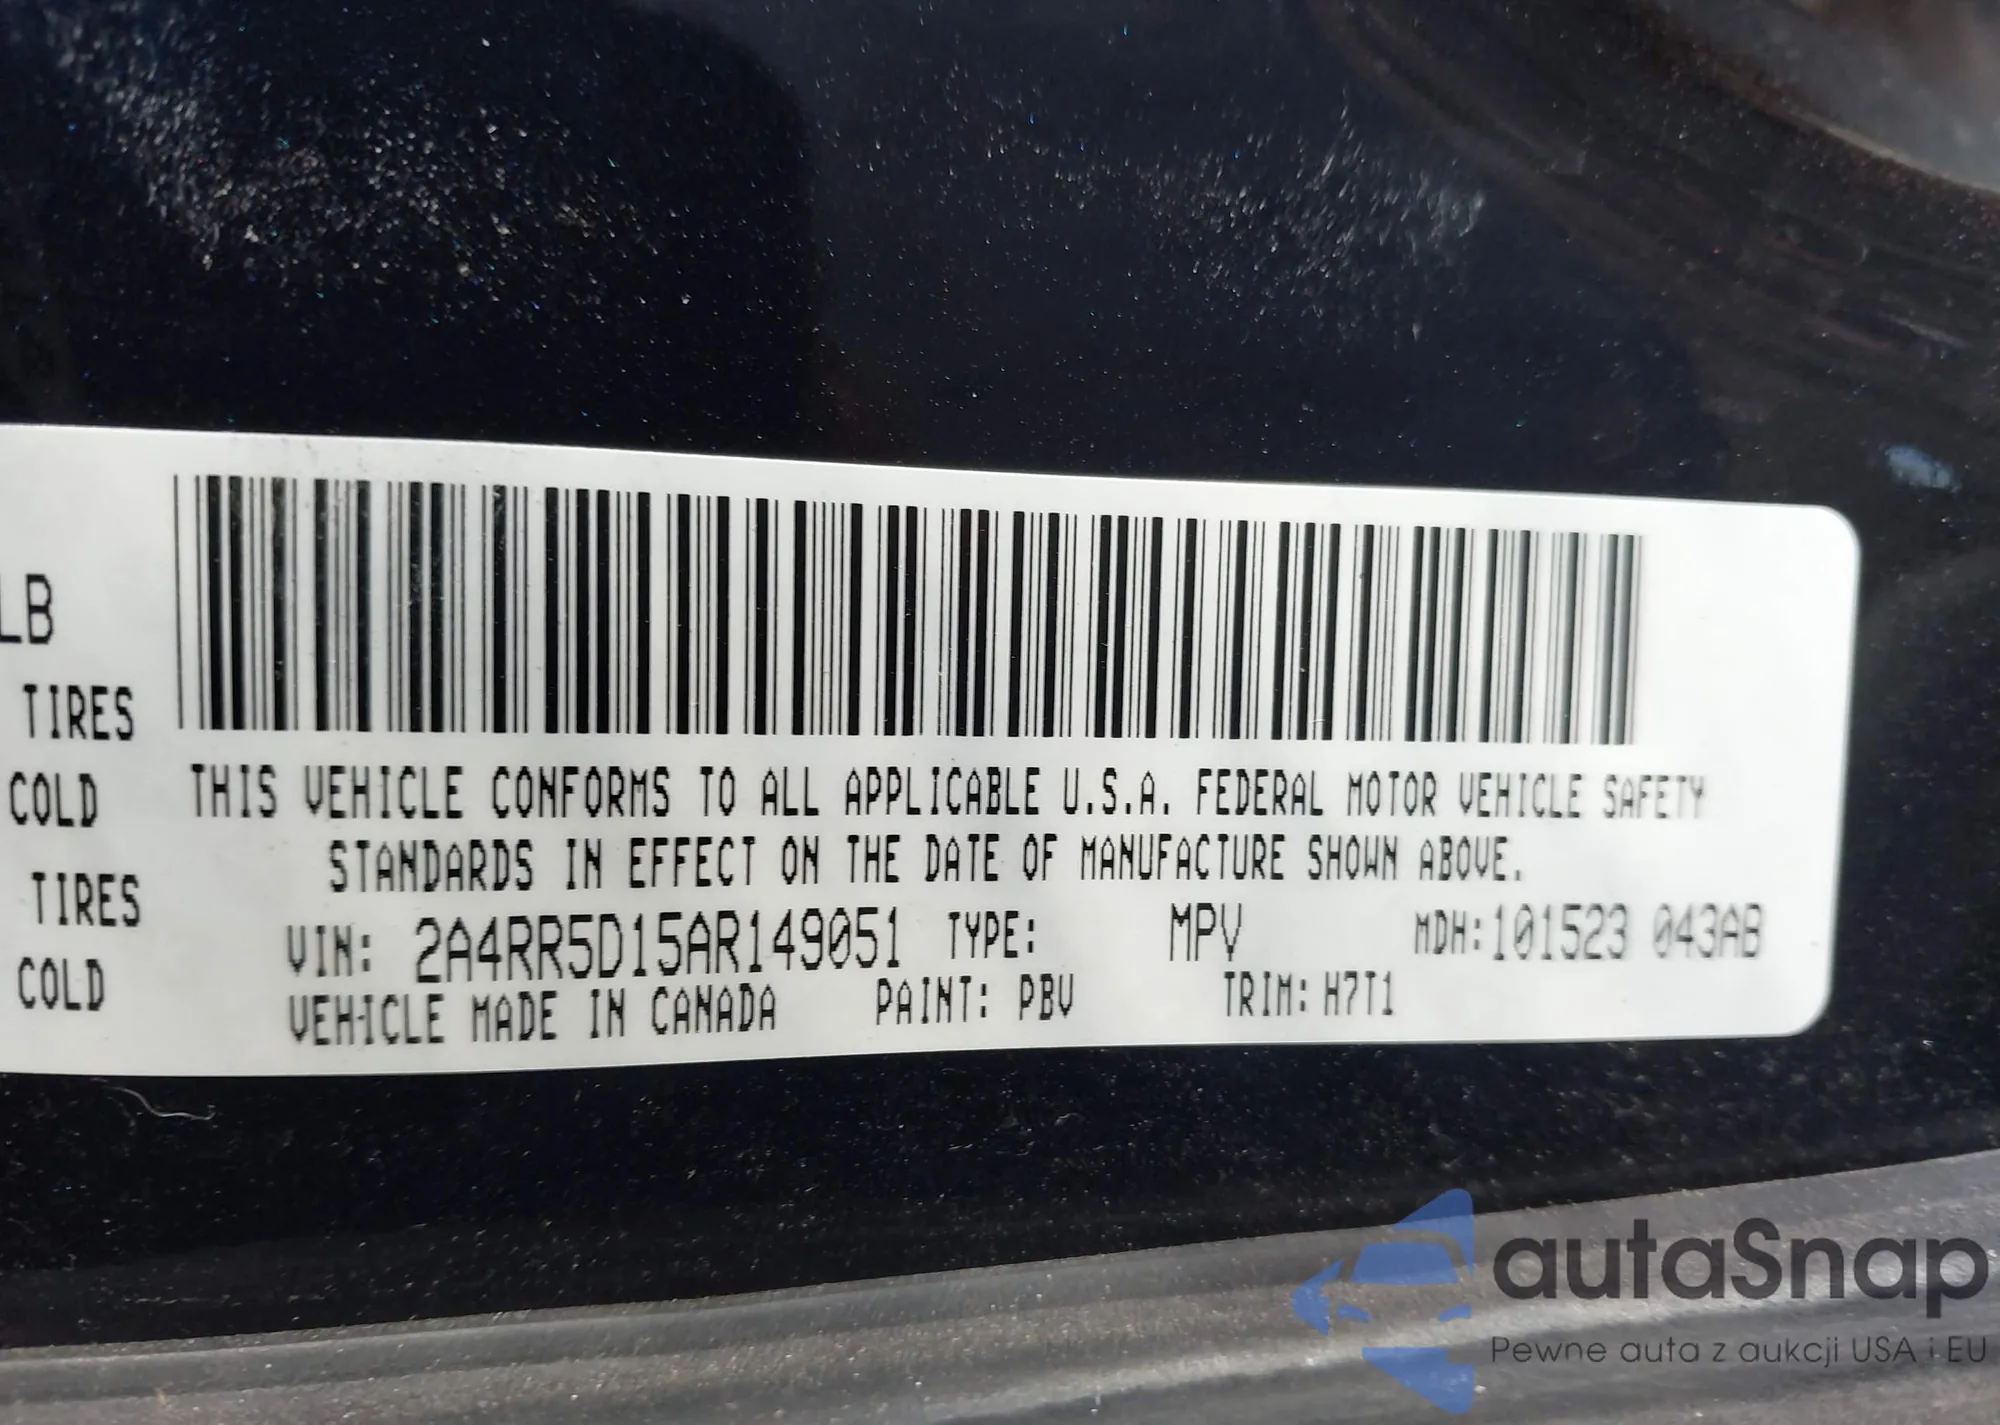 LB
TIRES
COLD
TIRES
COLD
THIS VEHICLE CONFORMS TO ALL APPLICABLE U.S.A. FEDERAL MOTOR VEHICLE SAFETY
STANDARDS IN EFFECT ON THE DATE OF MANUFACTURE SHOWN ABOVE.
VIN: 2A4RR5D15AR149051 TYPE: MPV MDH:101523 043AB
VEHICLE MADE IN CANADA PAINT: PBV TRIM: H7T1
autaSnap
Pewne auta z aukcji USA i EU